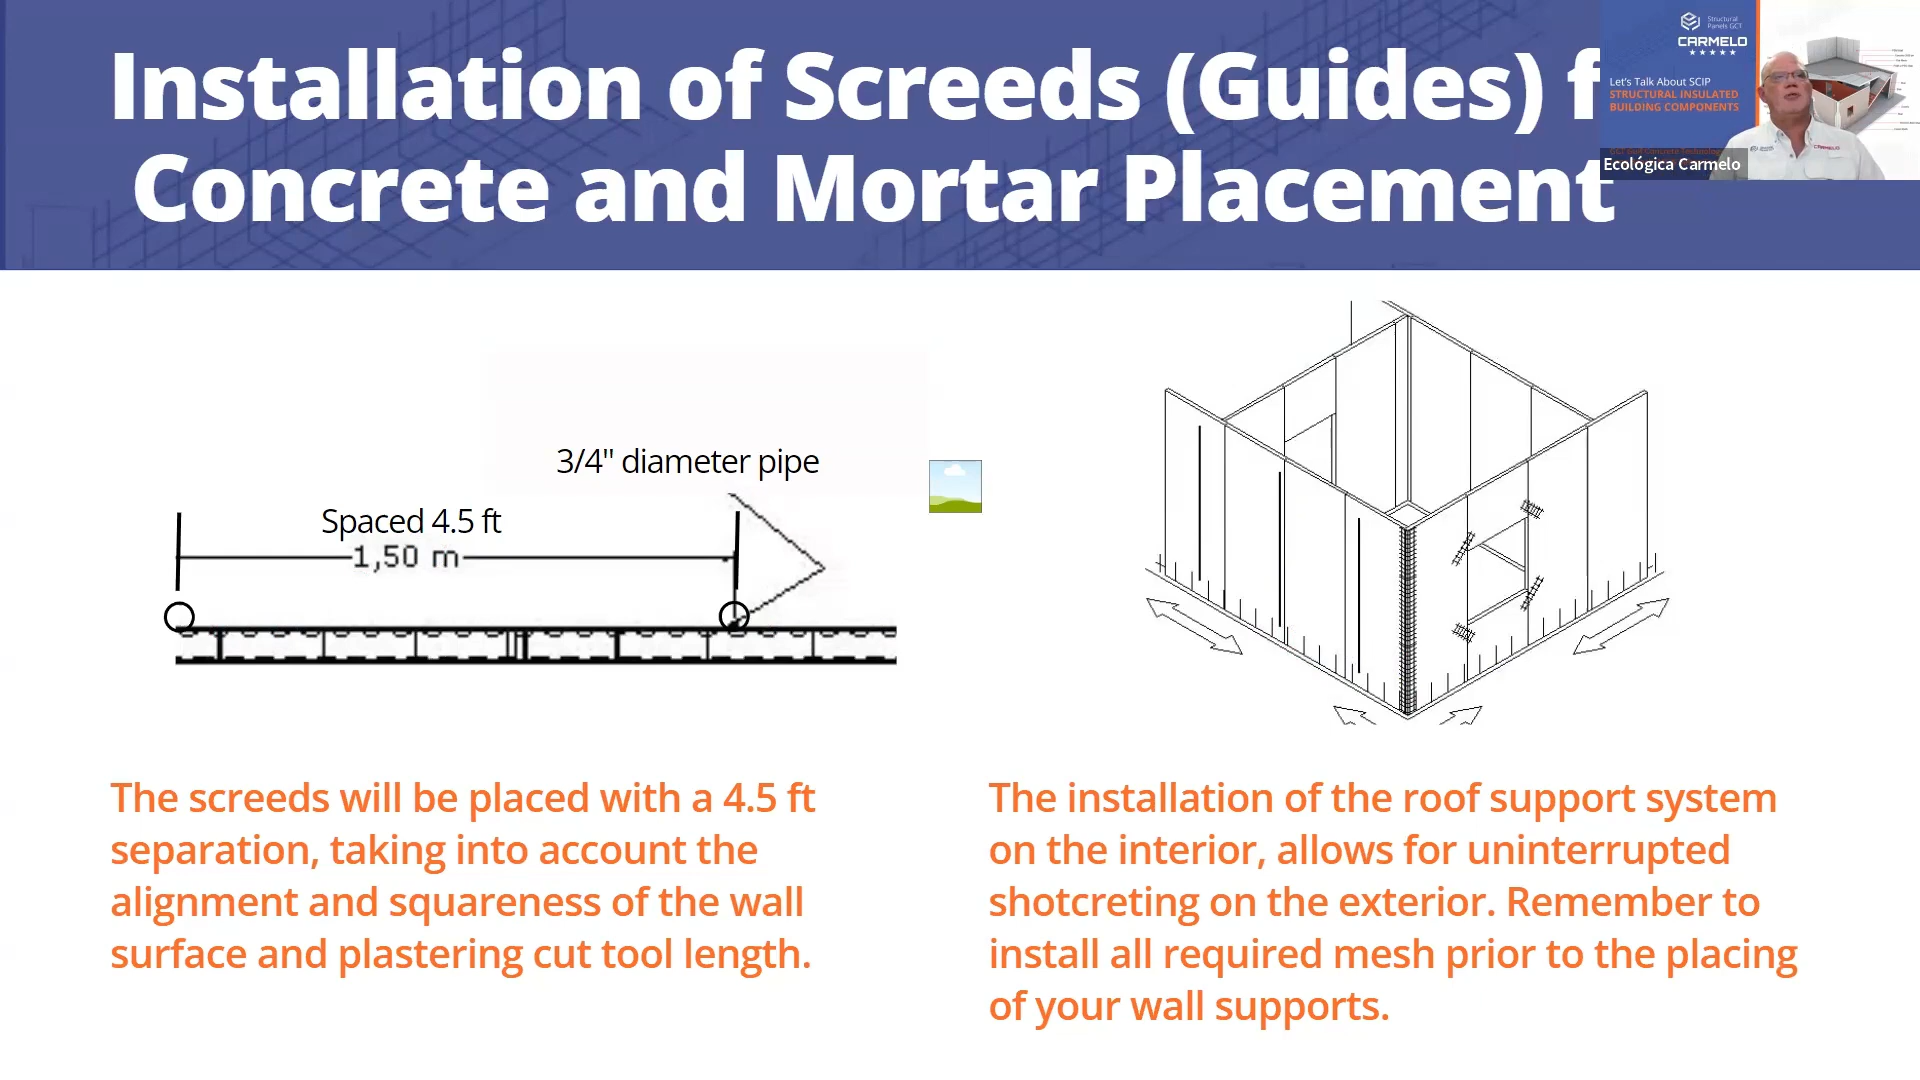 Installation of Screeds (Guides) f
Concrete and Mortar Placement
Structural
Panels GCT
CARMELO
Let's Talk About SCIP
STRUCTURAL INSULATED
BUILDING COMPONENTS
Ecológica Carmelo
3/4" diameter pipe
Spaced 4.5 ft
1,50 m
The screeds will be placed with a 4.5 ft
separation, taking into account the
alignment and squareness of the wall
surface and plastering cut tool length.
The installation of the roof support system
on the interior, allows for uninterrupted
shotcreting on the exterior. Remember to
install all required mesh prior to the placing
of your wall supports.